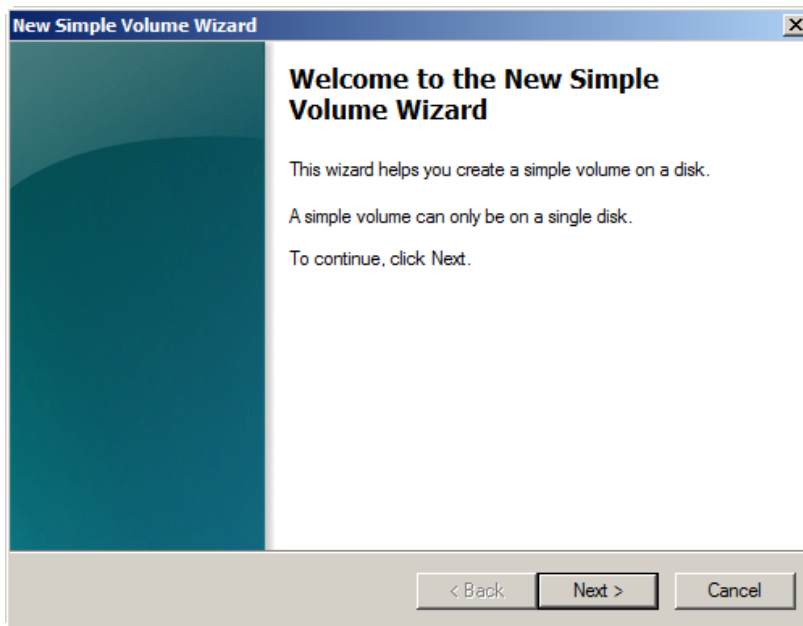 New Simple Volume Wizard
Welcome to the New Simple
Volume Wizard
This wizard helps you create a simple volume on a disk.
A simple volume can only be on a single disk.
To continue, click Next.
< Back
Next >
Cancel